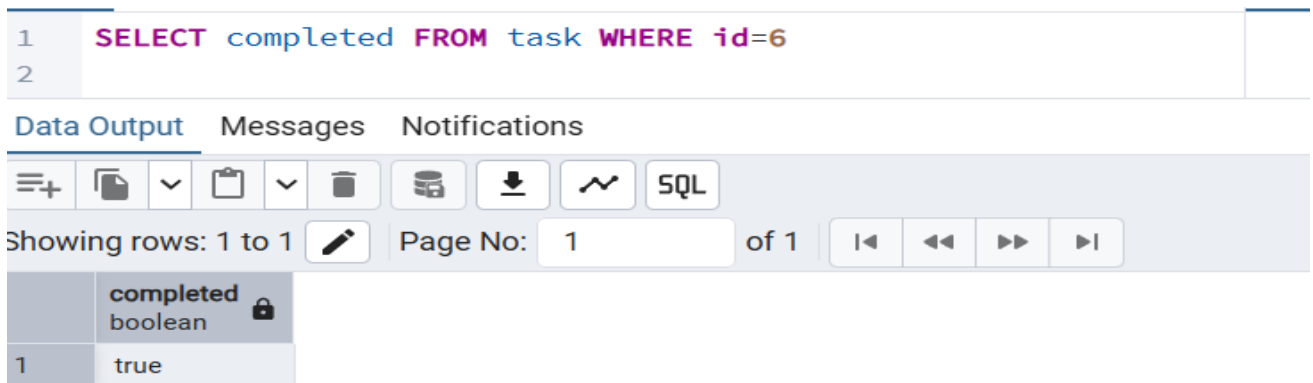 1 SELECT completed FROM task WHERE id=6
2
Data Output Messages Notifications
SQL
Showing rows: 1 to 1 Page No: 1 of 1
completed
boolean
1 true